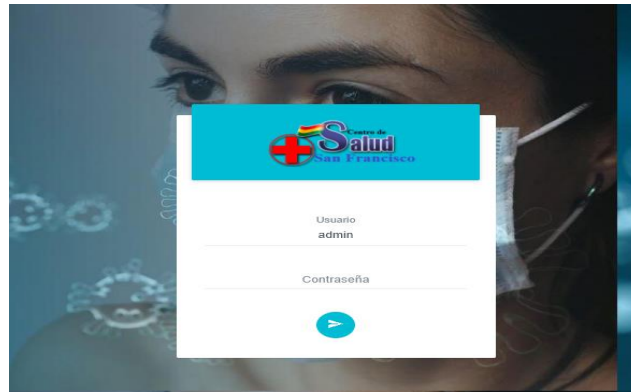 Centro de
Salud
San Francisco
Usuario
admin
Contraseña